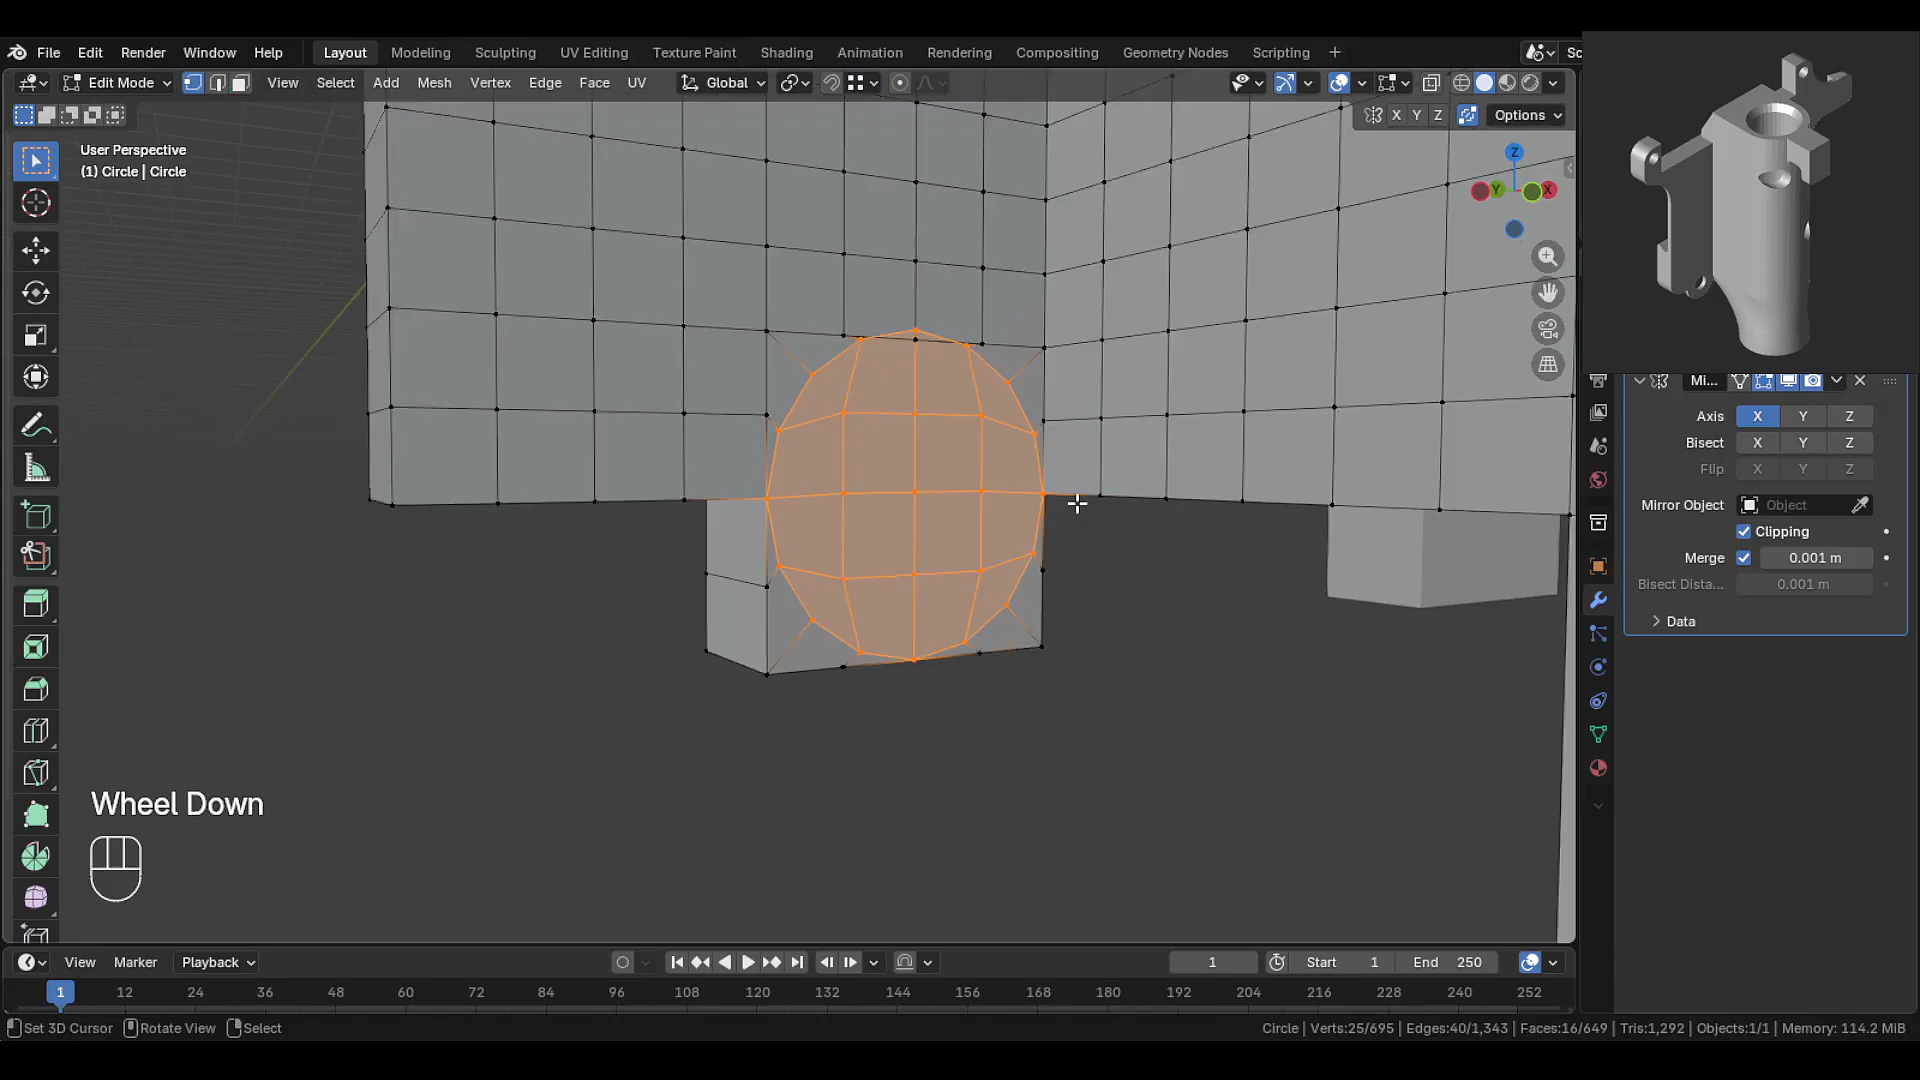 File Edit Render Window Help Layout Modeling Sculpting UV Editing Texture Paint Shading Animation Rendering Compositing Geometry Nodes Scripting + Sc
Edit Mode View Select Add Mesh Vertex Edge Face UV Global
X Y Z Options
User Perspective
(1) Circle | Circle
Z
Y X
Mi...
Axis X Y Z
Bisect X Y Z
Flip X Y Z
Mirror Object Object
Clipping
Merge 0.001 m
Bisect Dista... 0.001 m
Data
Wheel Down
View Marker Playback 1 Start 1 End 250
1 12 24 36 48 60 72 84 96 108 120 132 144 156 168 180 192 204 216 228 240 252
Set 3D Cursor Rotate View Select Circle | Verts:25/695 | Edges:40/1,343 | Faces:16/649 | Tris:1,292 | Objects:1/1 | Memory: 114.2 MiB